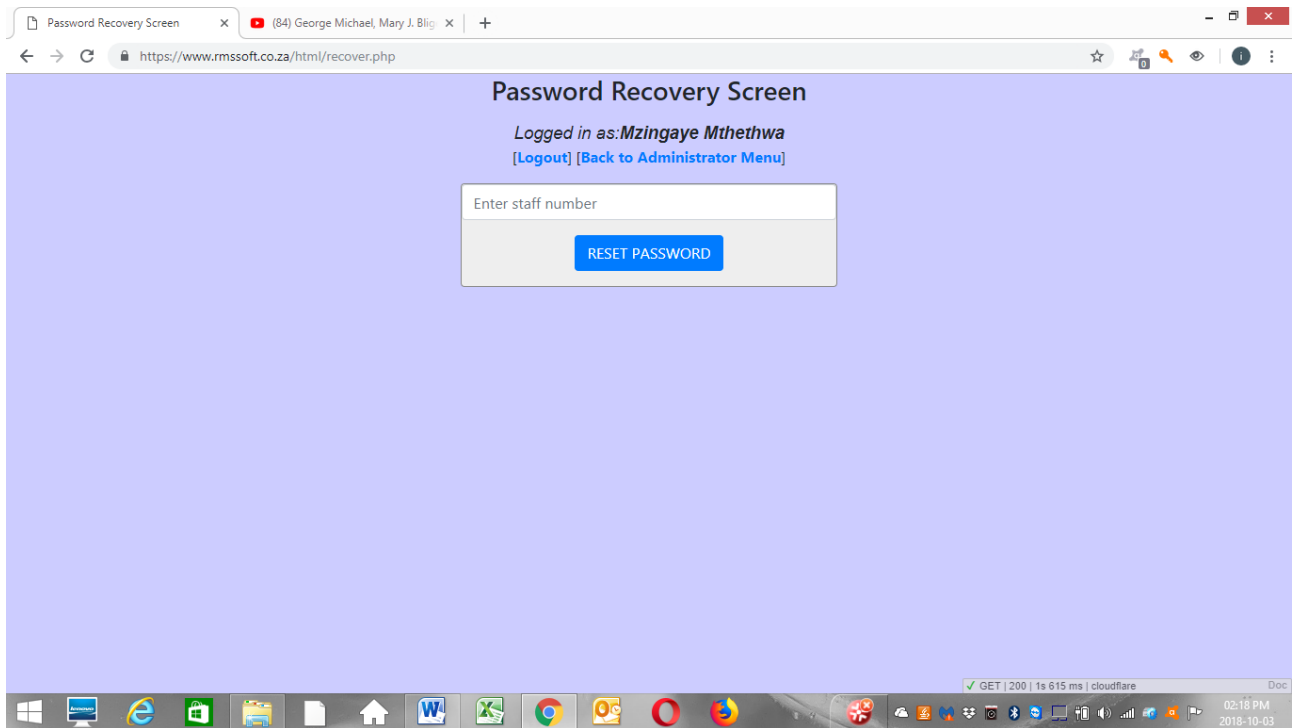 Password Recovery Screen
(84) George Michael, Mary J. Blig
https://www.rmssoft.co.za/html/recover.php
0
i
Password Recovery Screen
Logged in as:Mzingaye Mthethwa
[Logout] [Back to Administrator Menu]
Enter staff number
RESET PASSWORD
GET | 200 | 1s 615 ms | cloudflare
Doc
02:18 PM
2018-10-03